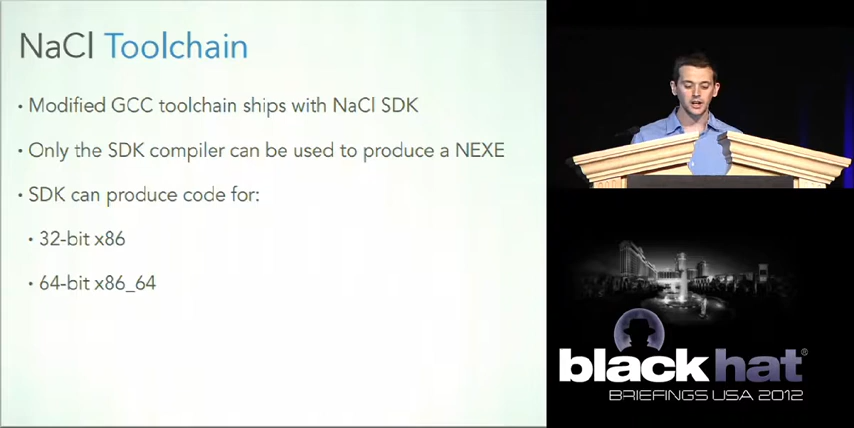 NaCl Toolchain
• Modified GCC toolchain ships with NaCl SDK
• Only the SDK compiler can be used to produce a NEXE
• SDK can produce code for:
• 32-bit x86
• 64-bit x86_64
black hat®
BRIEFINGS USA 2012